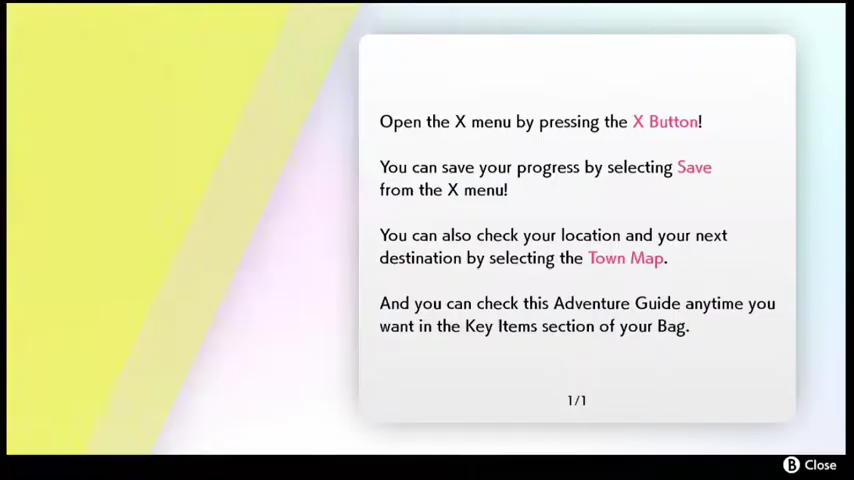 Open the X menu by pressing the X Button!
You can save your progress by selecting Save
from the X menu!
You can also check your location and your next
destination by selecting the Town Map.
And you can check this Adventure Guide anytime you
want in the Key Items section of your Bag.
1/1
B Close